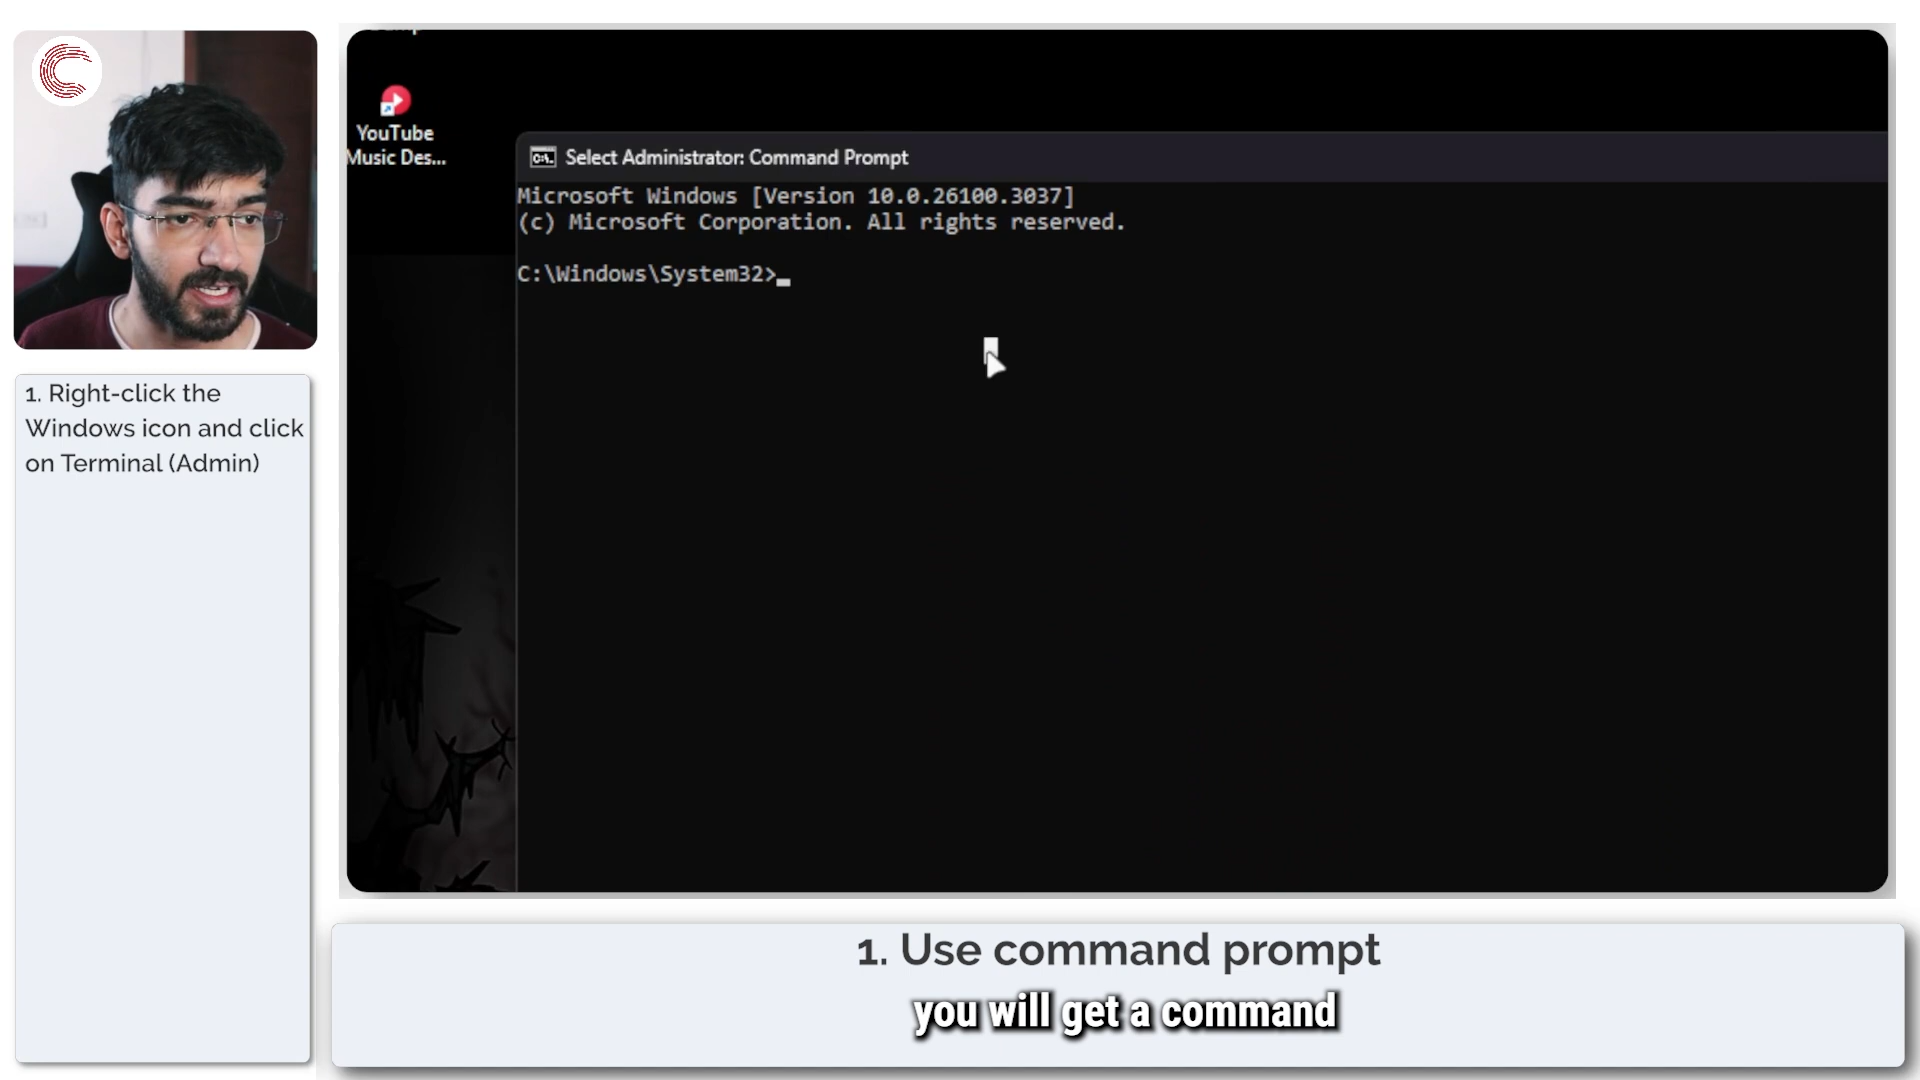 YouTube
Music Des...
Select Administrator: Command Prompt
Microsoft Windows [Version 10.0.26100.3037]
(c) Microsoft Corporation. All rights reserved.
C:\Windows\System32>
1. Right-click the
Windows icon and click
on Terminal (Admin)
1. Use command prompt
you will get a command